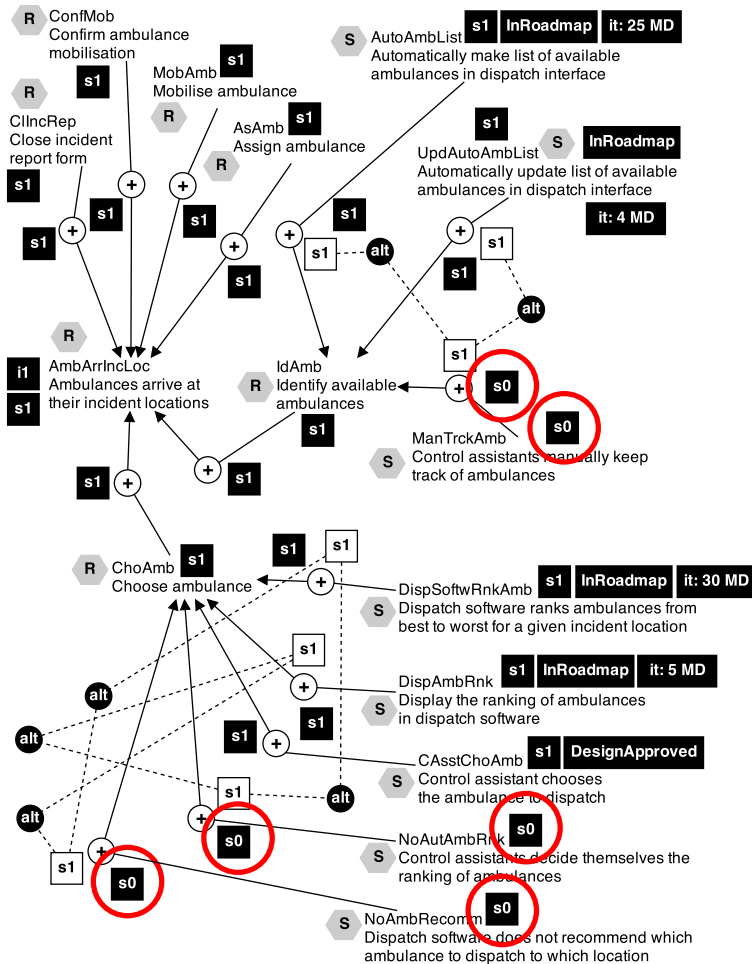 R ConfMob
Confirm ambulance
mobilisation
s1
R
ClIncRep
Close incident
report form
s1
MobAmb s1
Mobilise ambulance
R
AsAmb s1
Assign ambulance
R
S AutoAmbList s1 InRoadmap it: 25 MD
Automatically make list of available
ambulances in dispatch interface
s1
UpdAutoAmbList S InRoadmap
Automatically update list of available
ambulances in dispatch interface
it: 4 MD
+ s1
+ s1
+ s1
+ s1
+ s1
s1 alt
+ s1
s1
alt
s1
R
i1 AmbArrIncLoc
s1 Ambulances arrive at
their incident locations
IdAmb
R Identify available
ambulances
s1
+ s0
s0
ManTrckAmb
S Control assistants manually keep
track of ambulances
s1 +
+ s1
R ChoAmb s1
Choose ambulance
s1 s1
+
DispSoftwRnkAmb s1 InRoadmap it: 30 MD
S Dispatch software ranks ambulances from
best to worst for a given incident location
s1
alt
+
s1
DispAmbRnk s1 InRoadmap it: 5 MD
S Display the ranking of ambulances
in dispatch software
alt
s1 +
CAsstChoAmb s1 DesignApproved
S Control assistant chooses
the ambulance to dispatch
s1 alt
alt
+ s0
NoAutAmbRnk s0
S Control assistants decide themselves the
ranking of ambulances
s1 + s0
S NoAmbRecomm s0
Dispatch software does not recommend which
ambulance to dispatch to which location